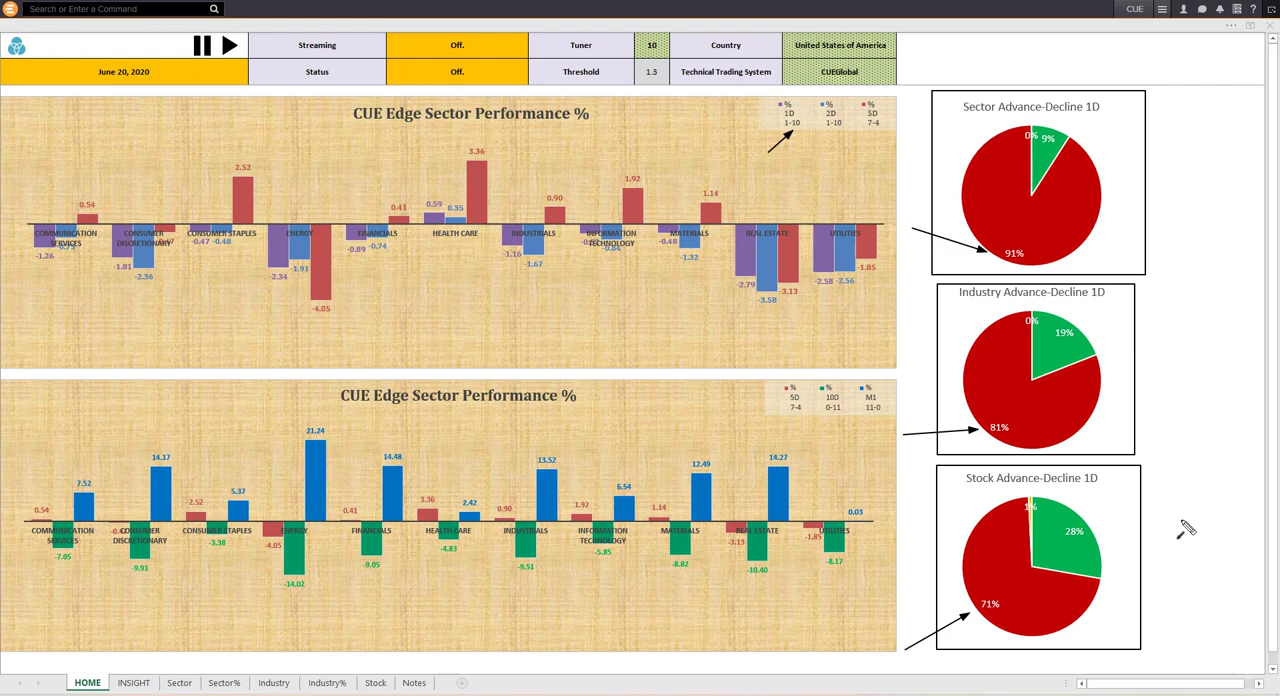 Search or Enter a Command
CUE
?
Streaming
Off.
Tuner
10
Country
United States of America
June 20, 2020
Status
Off.
Threshold
1.3
Technical Trading System
CUEGlobal
CUE Edge Sector Performance %
% % %
1D 2D 5D
1-10 1-10 7-4
0.54
2.52
0.41
0.59
0.35
3.36
0.90
1.92
1.14
COMMUNICATION SERVICES
CONSUMER DISCRETIONARY
CONSUMER STAPLES
ENERGY
FINANCIALS
HEALTH CARE
INDUSTRIALS
INFORMATION TECHNOLOGY
MATERIALS
REAL ESTATE
UTILITIES
-1.26
-1.81
-2.36
-0.47
-0.48
-2.34
-1.91
-4.05
-0.89
-0.74
-1.16
-1.67
-0.48
-1.32
-2.79
-3.58
-3.13
-2.58
-2.56
-1.85
CUE Edge Sector Performance %
% % %
5D 10D M1
7-4 0-11 11-0
0.54
7.52
14.17
2.52
5.37
21.24
0.41
14.48
3.36
2.42
0.90
13.52
1.92
6.54
1.14
12.49
14.27
0.03
COMMUNICATION SERVICES
CONSUMER DISCRETIONARY
CONSUMER STAPLES
ENERGY
FINANCIALS
HEALTH CARE
INDUSTRIALS
INFORMATION TECHNOLOGY
MATERIALS
REAL ESTATE
UTILITIES
-7.05
-9.91
-3.38
-4.05
-14.02
-9.05
-4.83
-9.51
-5.85
-8.82
-3.13
-10.40
-1.85
-8.17
Sector Advance-Decline 1D
0%
9%
91%
Industry Advance-Decline 1D
0%
19%
81%
Stock Advance-Decline 1D
1%
28%
71%
HOME
INSIGHT
Sector
Sector%
Industry
Industry%
Stock
Notes